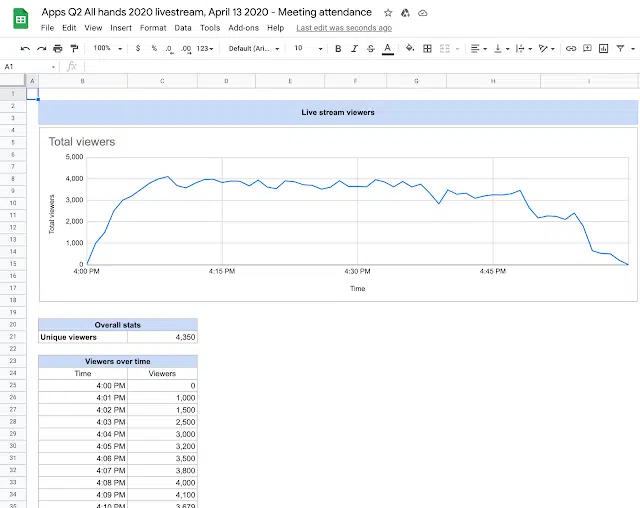 Apps Q2 All hands 2020 livestream, April 13 2020 - Meeting attendance
File Edit View Insert Format Data Tools Add-ons Help Last edit was seconds ago
100% $ % .0 .00 123 Default (Ari... 10 B I S A
A1 fx
A B C D E F G H I
1
2
3
4
5
6
7
8
9
10
11
12
13
14
15
16
17
18
19
20
21
22
23
24
25
26
27
28
29
30
31
32
33
34
35
Live stream viewers
Total viewers
5,000
4,000
3,000
2,000
1,000
0
Total viewers
4:00 PM 4:15 PM 4:30 PM 4:45 PM
Time
Overall stats
Unique viewers 4,350
Viewers over time
Time Viewers
4:00 PM 0
4:01 PM 1,000
4:02 PM 1,500
4:03 PM 2,500
4:04 PM 3,000
4:05 PM 3,200
4:06 PM 3,500
4:07 PM 3,800
4:08 PM 4,000
4:09 PM 4,100
4:10 PM 3,679